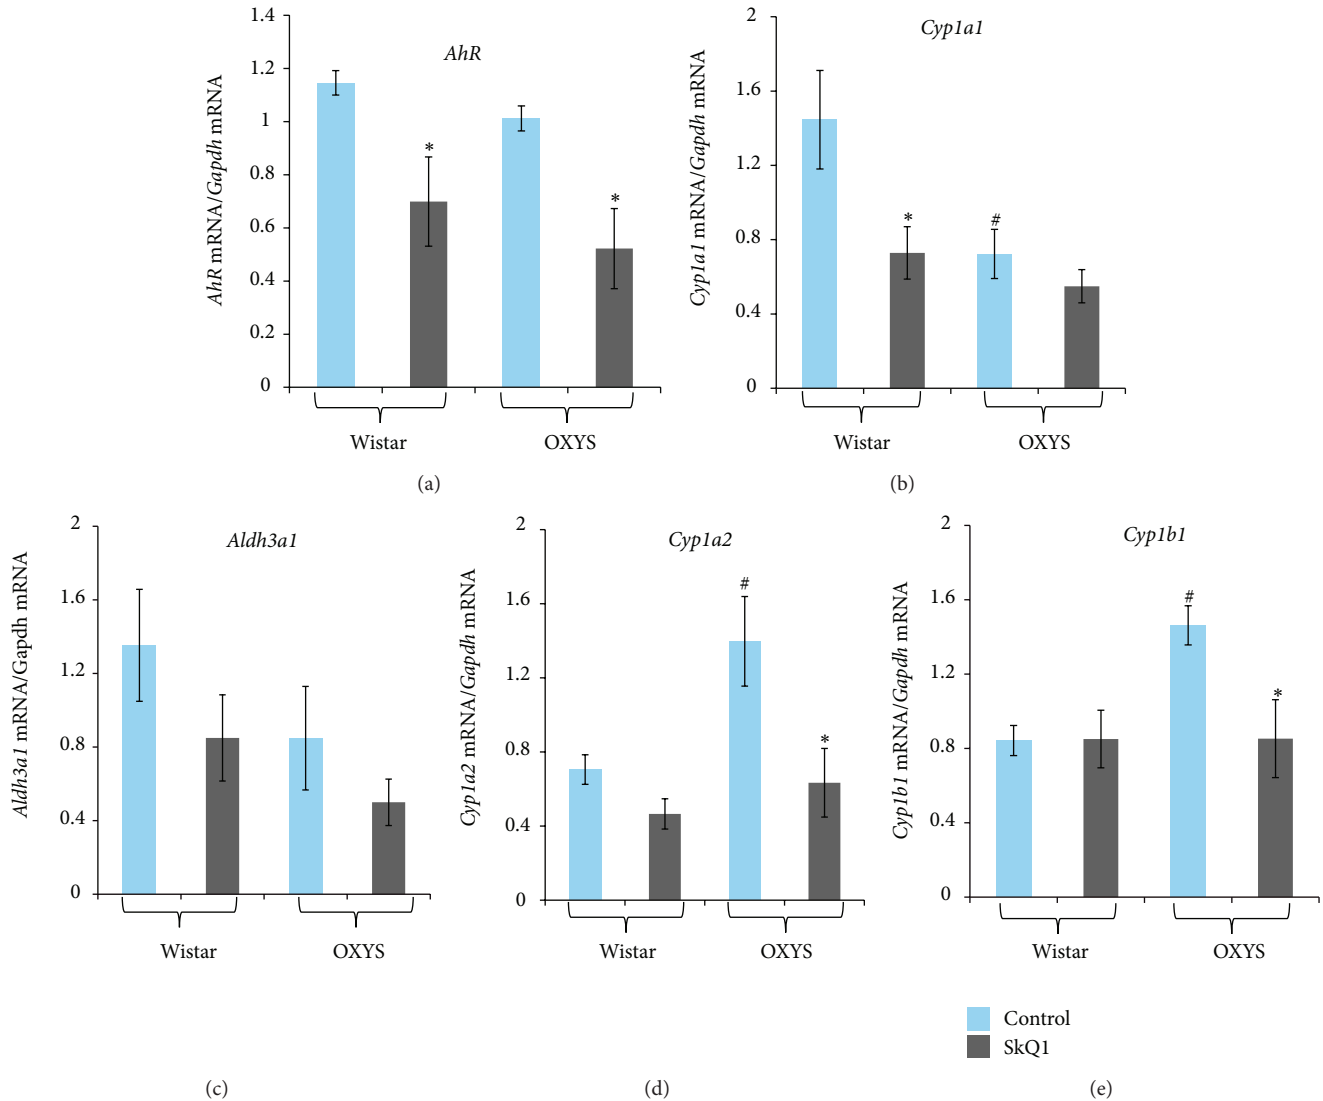 AhR
AhR mRNA/Gapdh mRNA
1.4
1.2
1
0.8
0.6
0.4
0.2
0
*
*
Wistar
OXYS
(a)
Cyp1a1
Cyp1a1 mRNA/Gapdh mRNA
2
1.6
1.2
0.8
0.4
0
*
#
Wistar
OXYS
(b)
Aldh3a1
Aldh3a1 mRNA/Gapdh mRNA
2
1.6
1.2
0.8
0.4
0
Wistar
OXYS
(c)
Cyp1a2
Cyp1a2 mRNA/Gapdh mRNA
2
1.6
1.2
0.8
0.4
0
#
*
Wistar
OXYS
(d)
Cyp1b1
Cyp1b1 mRNA/Gapdh mRNA
2
1.6
1.2
0.8
0.4
0
#
*
Wistar
OXYS
Control
SkQ1
(e)